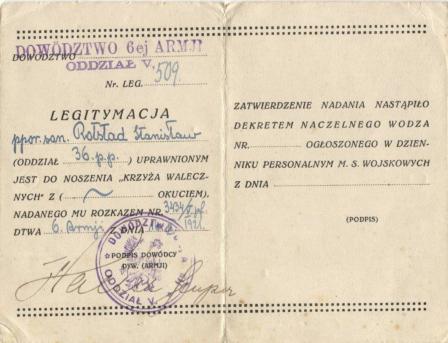 DOWÓDZTWO 6ej ARMJI
DOWÓDZTWO
ODDZIAŁ V.
Nr. LEG. 509.
LEGITYMACJA
ppor. san. Rolstad Stanisław
(ODDZIAŁ 36. p.p.) UPRAWNIONYM
JEST DO NOSZENIA „KRZYŻA WALECZ-
NYCH" Z ( ~ OKUCIEM),
NADANEGO MU ROZKAZEM NR 3434/
DTWA 6. Armji Z DNIA 1921.
PODPIS DOWÓDCY
DYW. (ARMJI)
DOWÓDZTWO
ODDZIAŁ V.
ZATWIERDZENIE NADANIA NASTĄPIŁO
DEKRETEM NACZELNEGO WODZA
NR. OGŁOSZONEGO W DZIEN-
NIKU PERSONALNYM M. S. WOJSKOWYCH
Z DNIA
(PODPIS)